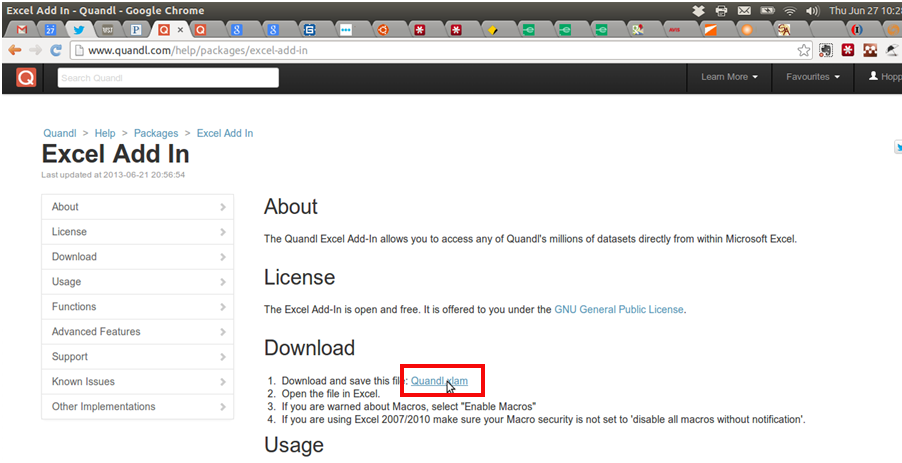 Excel Add In - Quandl - Google Chrome
Thu Jun 27 10:28
www.quandl.com/help/packages/excel-add-in
Search Quandl
Learn More
Favourites
Hopp
Quandl > Help > Packages > Excel Add In
Excel Add In
Last updated at 2013-06-21 20:56:54
About
License
Download
Usage
Functions
Advanced Features
Support
Known Issues
Other Implementations
About
The Quandl Excel Add-In allows you to access any of Quandl's millions of datasets directly from within Microsoft Excel.
License
The Excel Add-In is open and free. It is offered to you under the GNU General Public License.
Download
1. Download and save this file: Quandl.xlam
2. Open the file in Excel.
3. If you are warned about Macros, select "Enable Macros"
4. If you are using Excel 2007/2010 make sure your Macro security is not set to 'disable all macros without notification'.
Usage